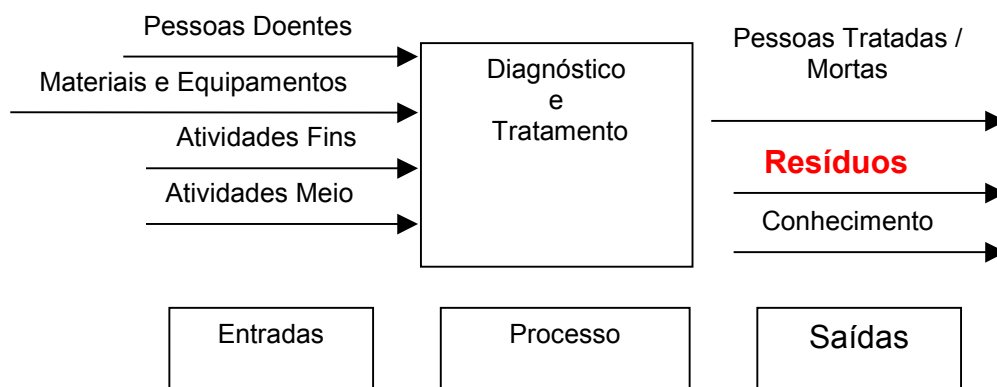 Pessoas Doentes
Materiais e Equipamentos
Atividades Fins
Atividades Meio
Diagnóstico
e
Tratamento
Pessoas Tratadas /
Mortas
Resíduos
Conhecimento
Entradas
Processo
Saídas